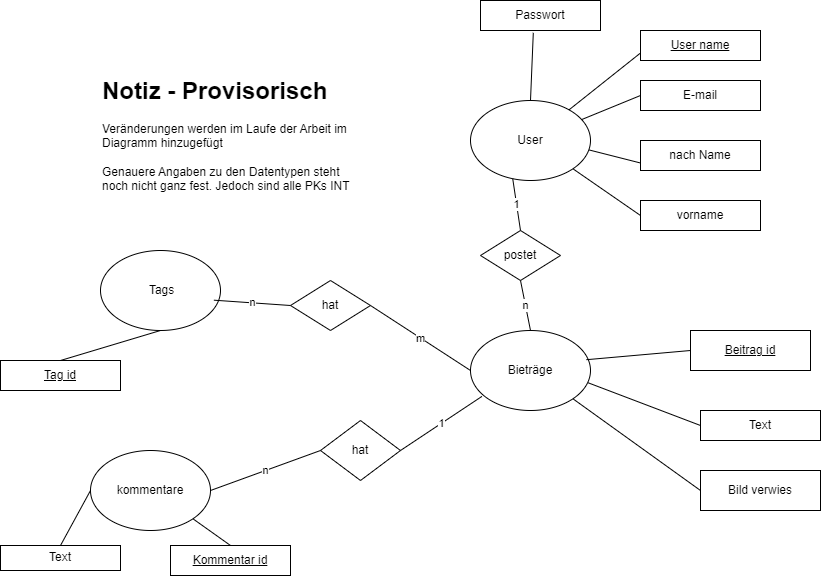 Passwort
User name
Notiz - Provisorisch
E-mail
Veränderungen werden im Laufe der Arbeit im
Diagramm hinzugefügt
User
nach Name
Genauere Angaben zu den Datentypen steht
noch nicht ganz fest. Jedoch sind alle PKs INT
1
vorname
postet
Tags
n
hat
n
m
Beitrag id
Bieträge
Tag id
1
Text
hat
n
kommentare
Bild verwies
Text
Kommentar id